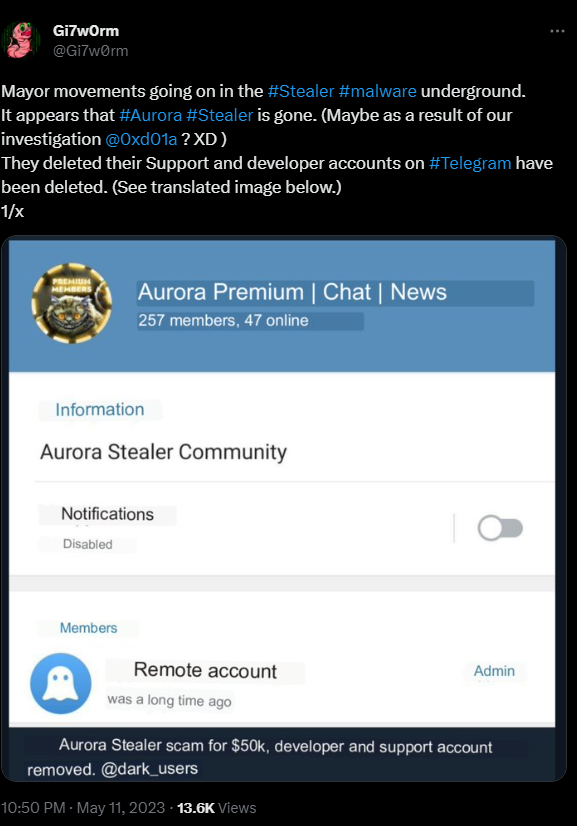 Gi7w0rm
@Gi7w0rm
Mayor movements going on in the #Stealer #malware underground.
It appears that #Aurora #Stealer is gone. (Maybe as a result of our
investigation @0xd01a ? XD )
They deleted their Support and developer accounts on #Telegram have
been deleted. (See translated image below.)
1/x
PREMIUM
MEMBERS
Aurora Premium | Chat | News
257 members, 47 online
Information
Aurora Stealer Community
Notifications
Disabled
Members
Remote account
Admin
was a long time ago
Aurora Stealer scam for $50k, developer and support account
removed. @dark_users
10:50 PM · May 11, 2023 · 13.6K Views